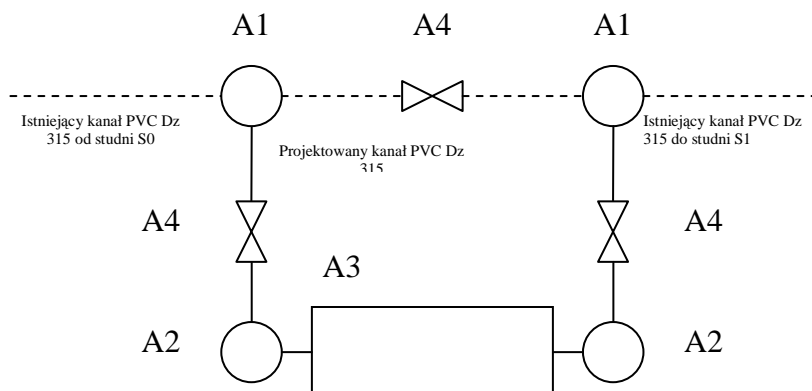 A1
A4
A1
Istniejący kanał PVC Dz
315 od studni S0
Istniejący kanał PVC Dz
315 do studni S1
Projektowany kanał PVC Dz
315
A4
A4
A3
A2
A2